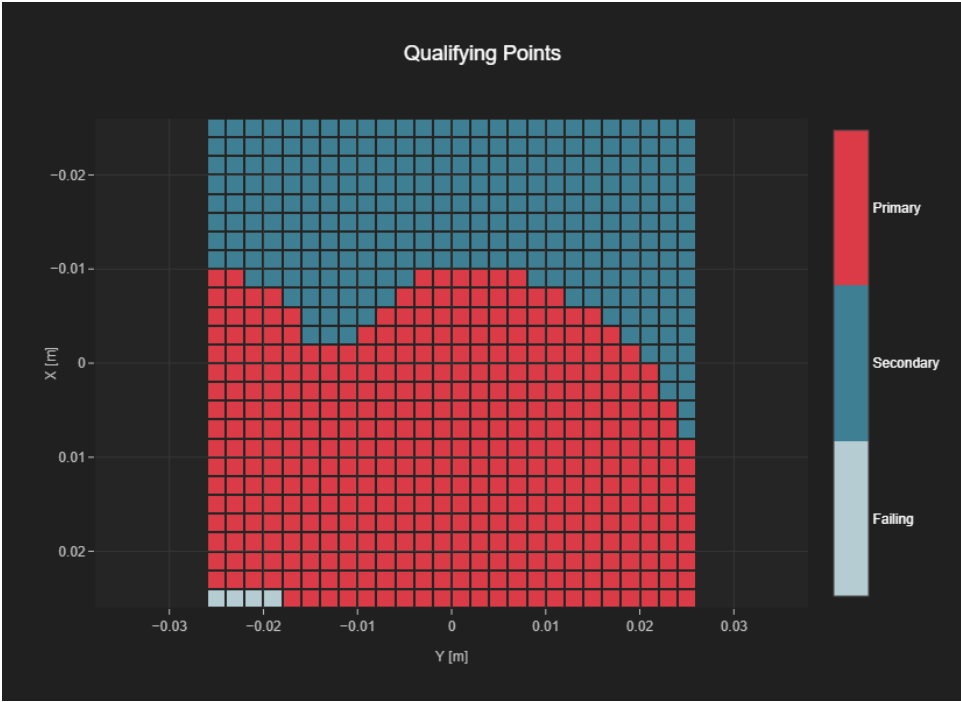 Qualifying Points
−0.02
−0.01
0
0.01
0.02
X [m]
−0.03
−0.02
−0.01
0
0.01
0.02
0.03
Y [m]
Primary
Secondary
Failing